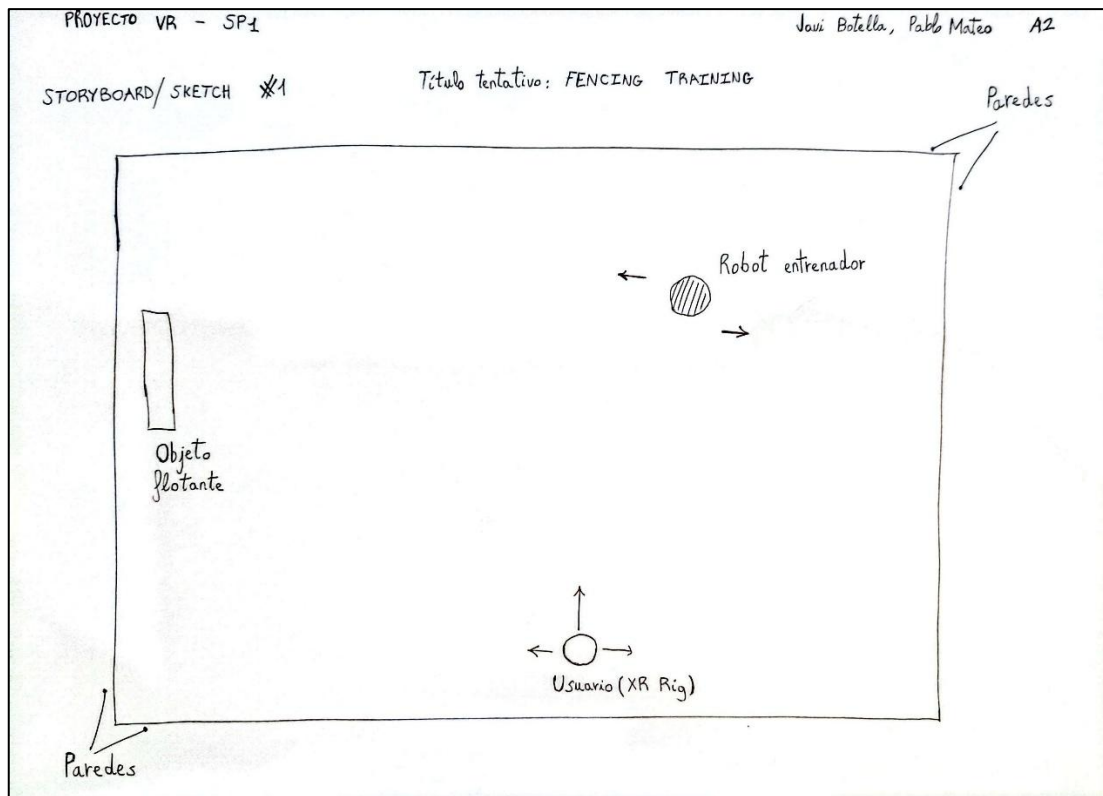 PROYECTO VR - SP1
Javi Botella, Pablo Mateo A2
STORYBOARD/SKETCH #1
Título tentativo: FENCING TRAINING
Paredes
Robot entrenador
Objeto
flotante
Usuario (XR Rig)
Paredes